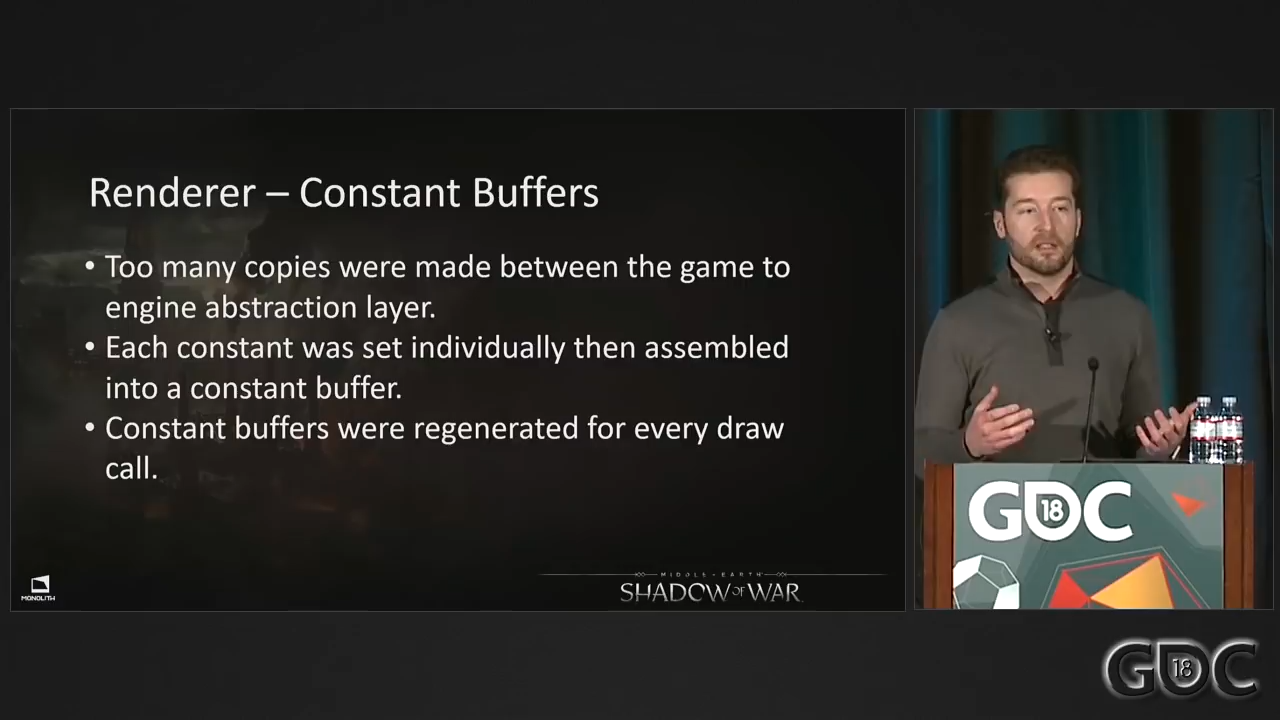 Renderer – Constant Buffers
• Too many copies were made between the game to
engine abstraction layer.
• Each constant was set individually then assembled
into a constant buffer.
• Constant buffers were regenerated for every draw
call.
MONOLITH
MIDDLE-EARTH
SHADOW OF WAR
GDC 18
GDC 18